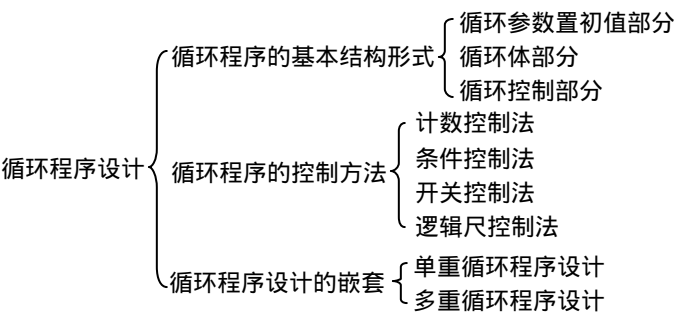 循环程序设计
循环程序的基本结构形式
循环参数置初值部分
循环体部分
循环控制部分
循环程序的控制方法
计数控制法
条件控制法
开关控制法
逻辑尺控制法
循环程序设计的嵌套
单重循环程序设计
多重循环程序设计